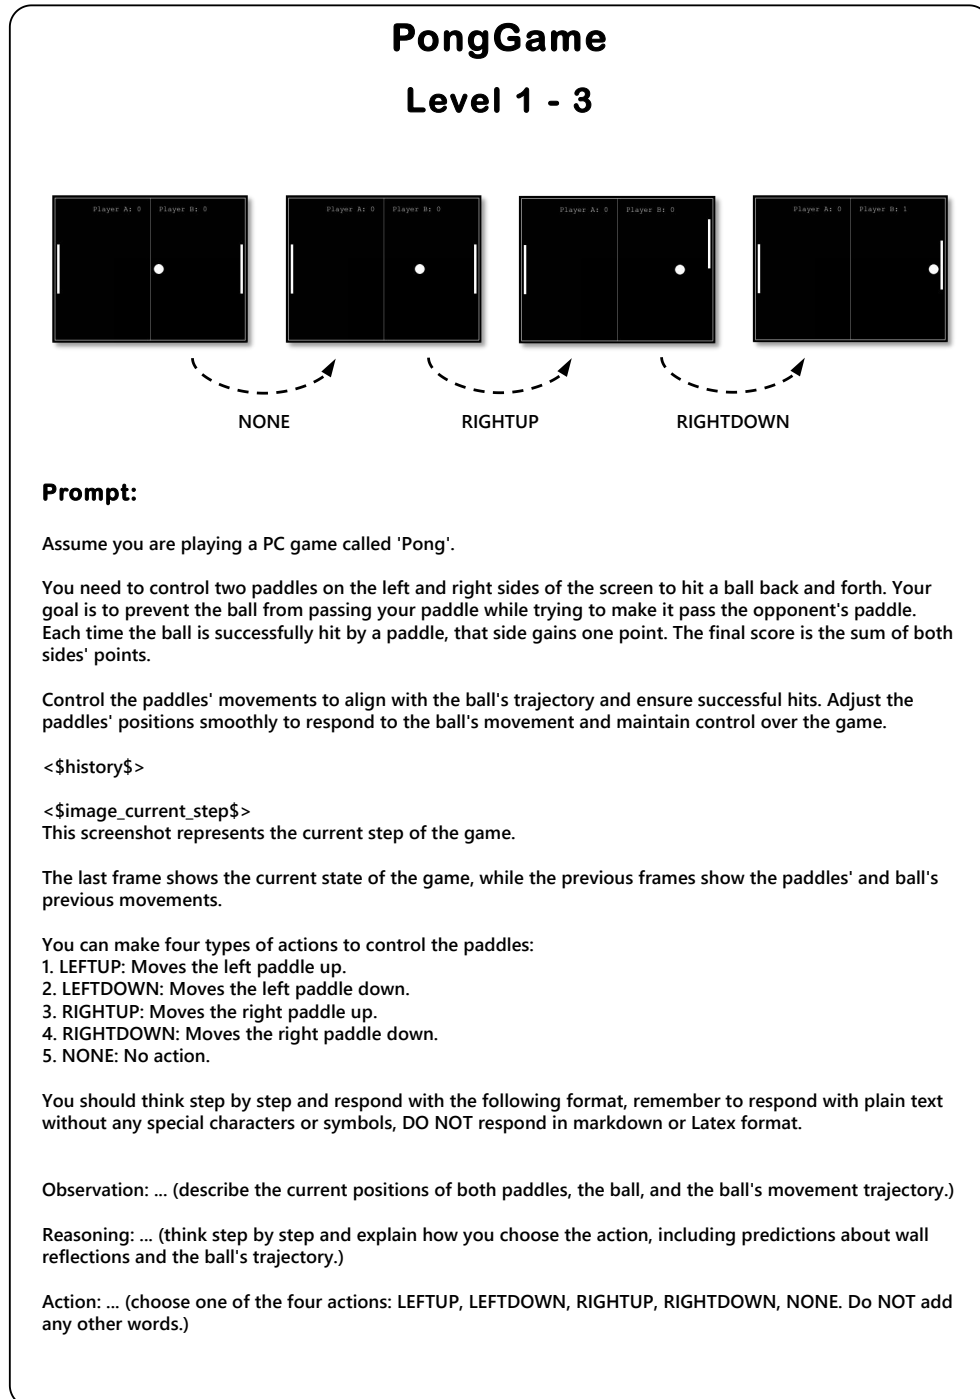 PongGame
Level 1 - 3
Player A: 0 Player B: 0
Player A: 0 Player B: 0
Player A: 0 Player B: 0
Player A: 0 Player B: 1
NONE
RIGHTUP
RIGHTDOWN
Prompt:
Assume you are playing a PC game called 'Pong'.
You need to control two paddles on the left and right sides of the screen to hit a ball back and forth. Your
goal is to prevent the ball from passing your paddle while trying to make it pass the opponent's paddle.
Each time the ball is successfully hit by a paddle, that side gains one point. The final score is the sum of both
sides' points.
Control the paddles' movements to align with the ball's trajectory and ensure successful hits. Adjust the
paddles' positions smoothly to respond to the ball's movement and maintain control over the game.
<$history$>
<$image_current_step$>
This screenshot represents the current step of the game.
The last frame shows the current state of the game, while the previous frames show the paddles' and ball's
previous movements.
You can make four types of actions to control the paddles:
1. LEFTUP: Moves the left paddle up.
2. LEFTDOWN: Moves the left paddle down.
3. RIGHTUP: Moves the right paddle up.
4. RIGHTDOWN: Moves the right paddle down.
5. NONE: No action.
You should think step by step and respond with the following format, remember to respond with plain text
without any special characters or symbols, DO NOT respond in markdown or Latex format.
Observation: ... (describe the current positions of both paddles, the ball, and the ball's movement trajectory.)
Reasoning: ... (think step by step and explain how you choose the action, including predictions about wall
reflections and the ball's trajectory.)
Action: ... (choose one of the four actions: LEFTUP, LEFTDOWN, RIGHTUP, RIGHTDOWN, NONE. Do NOT add
any other words.)